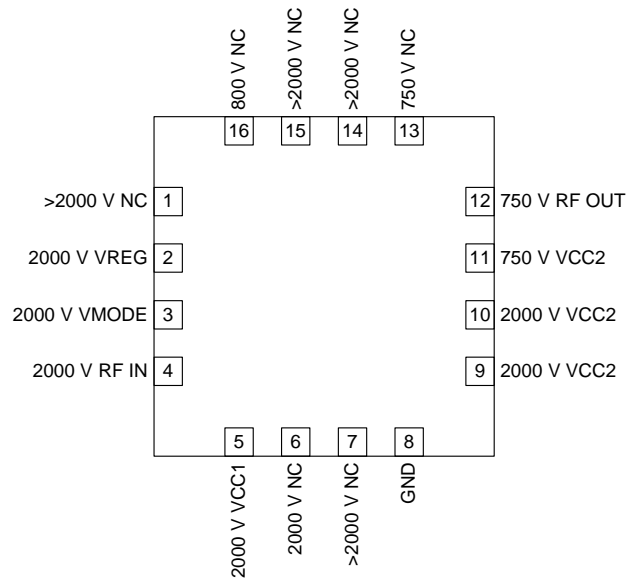 800 V NC
>2000 V NC
>2000 V NC
750 V NC
16
15
14
13
>2000 V NC 1
2000 V VREG 2
2000 V VMODE 3
2000 V RF IN 4
12 750 V RF OUT
11 750 V VCC2
10 2000 V VCC2
9 2000 V VCC2
5
6
7
8
2000 V VCC1
2000 V NC
>2000 V NC
GND